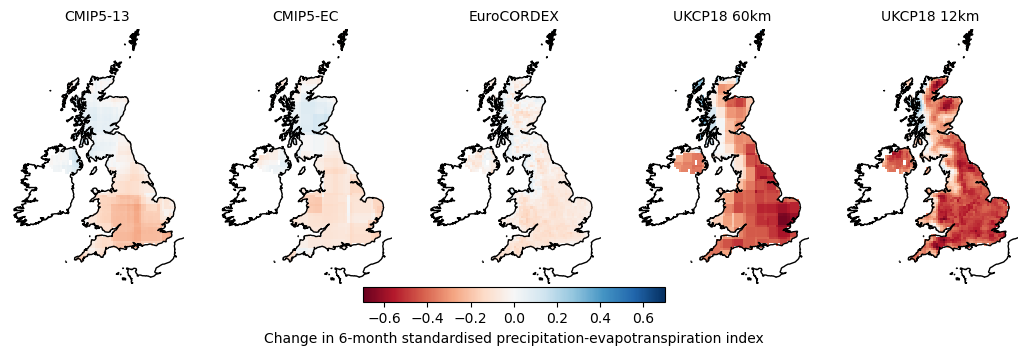 CMIP5-13 CMIP5-EC EuroCORDEX UKCP18 60km UKCP18 12km
−0.6 −0.4 −0.2 0.0 0.2 0.4 0.6
Change in 6-month standardised precipitation-evapotranspiration index